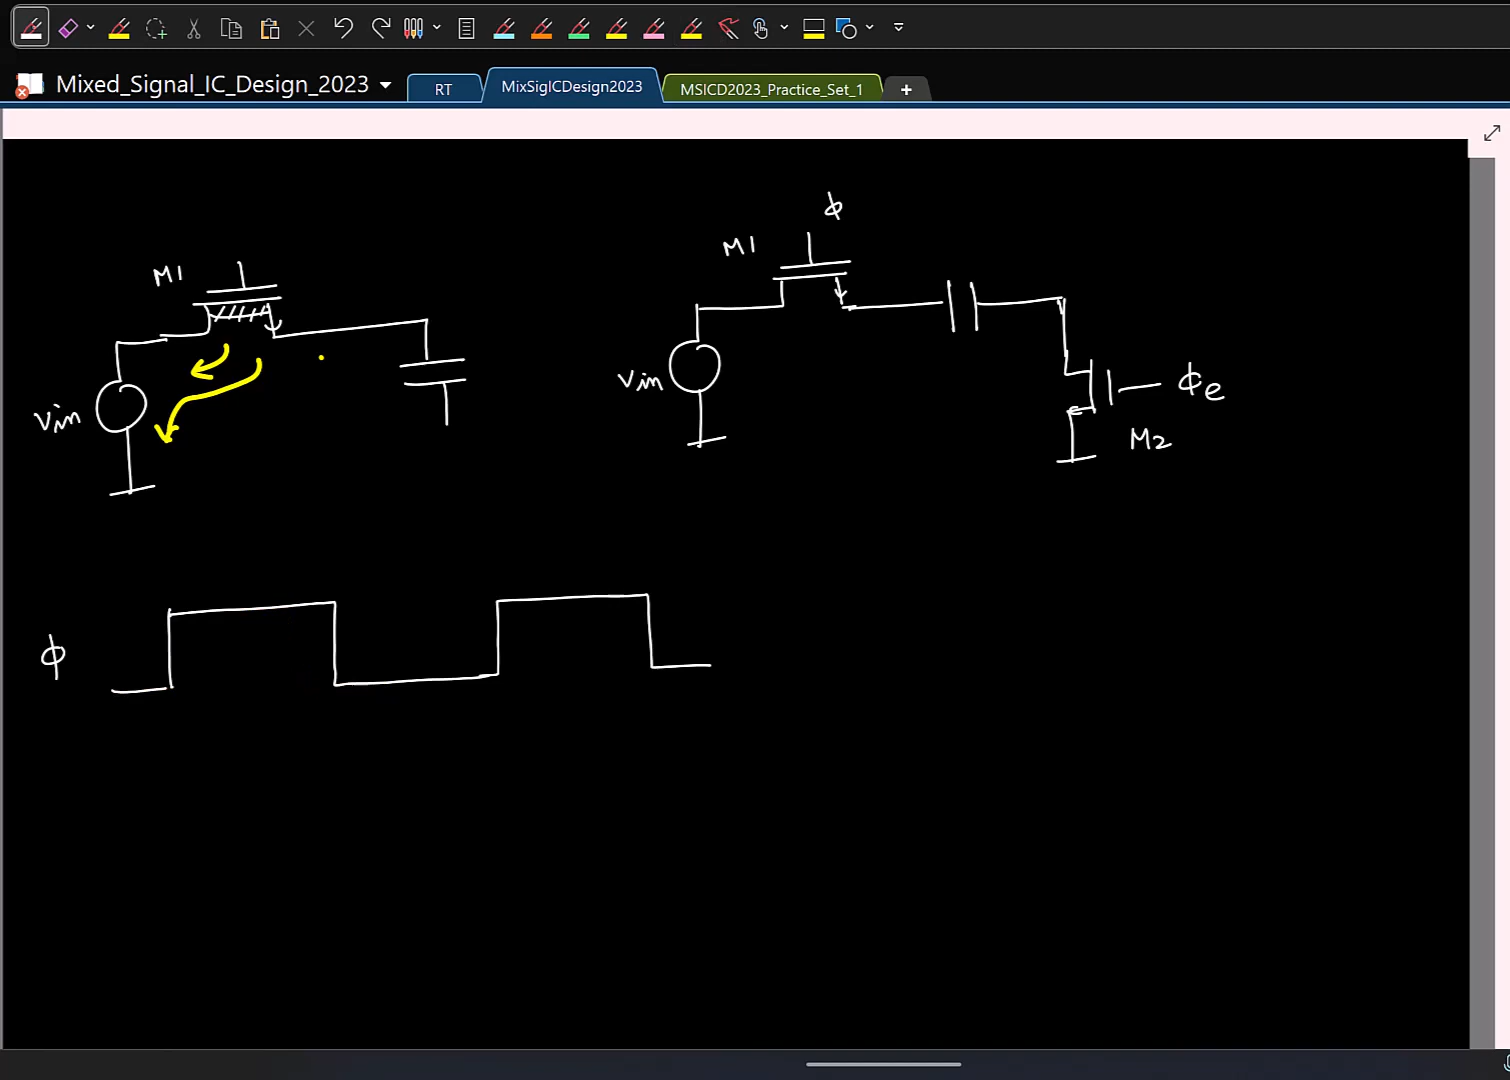 Mixed_Signal_IC_Design_2023
RT
MixSigICDesign2023
MSICD2023_Practice_Set_1
+
M1
Vin
ϕ
M1
Vin
ϕe
M2
ϕ